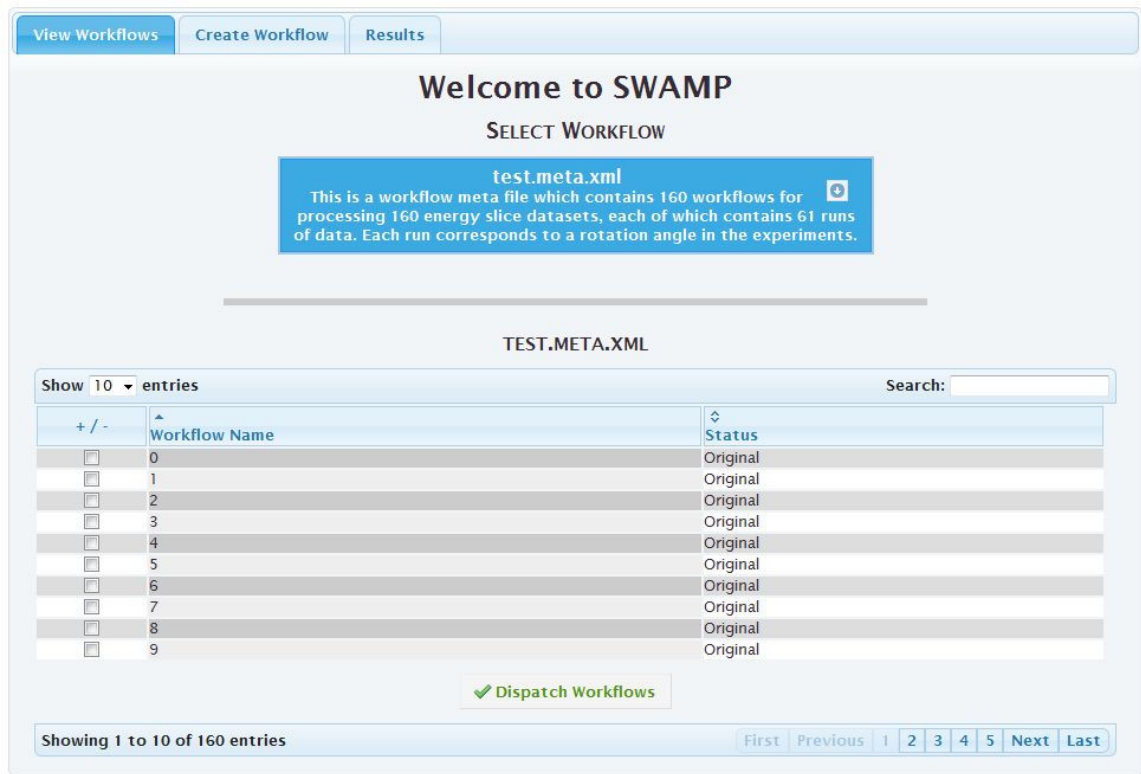 View Workflows Create Workflow Results
Welcome to SWAMP
SELECT WORKFLOW
test.meta.xml
This is a workflow meta file which contains 160 workflows for
processing 160 energy slice datasets, each of which contains 61 runs
of data. Each run corresponds to a rotation angle in the experiments.
TEST.META.XML
Show 10 entries Search:
+ / - Workflow Name Status
0 Original
1 Original
2 Original
3 Original
4 Original
5 Original
6 Original
7 Original
8 Original
9 Original
Dispatch Workflows
Showing 1 to 10 of 160 entries First Previous 1 2 3 4 5 Next Last